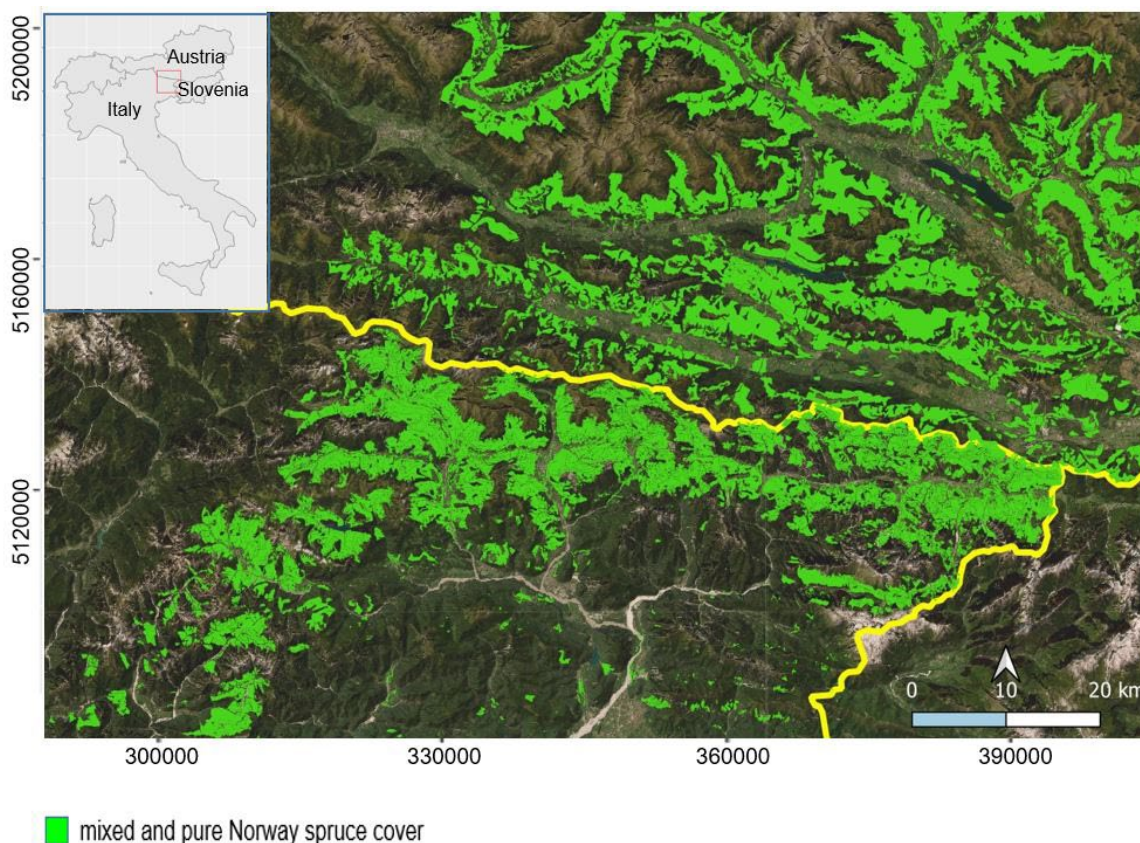 Austria
Slovenia
Italy
5200000
5160000
5120000
0 10 20 km
300000 330000 360000 390000
mixed and pure Norway spruce cover